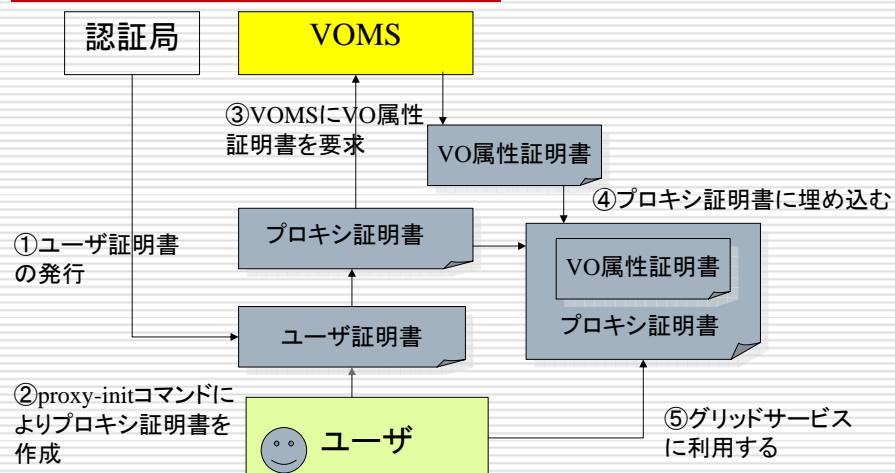 認証局
VOMS
③VOMSにVO属性
証明書を要求
VO属性証明書
④プロキシ証明書に埋め込む
プロキシ証明書
①ユーザ証明書
の発行
VO属性証明書
プロキシ証明書
ユーザ証明書
②proxy-initコマンドに
よりプロキシ証明書を
作成
ユーザ
⑤グリッドサービス
に利用する